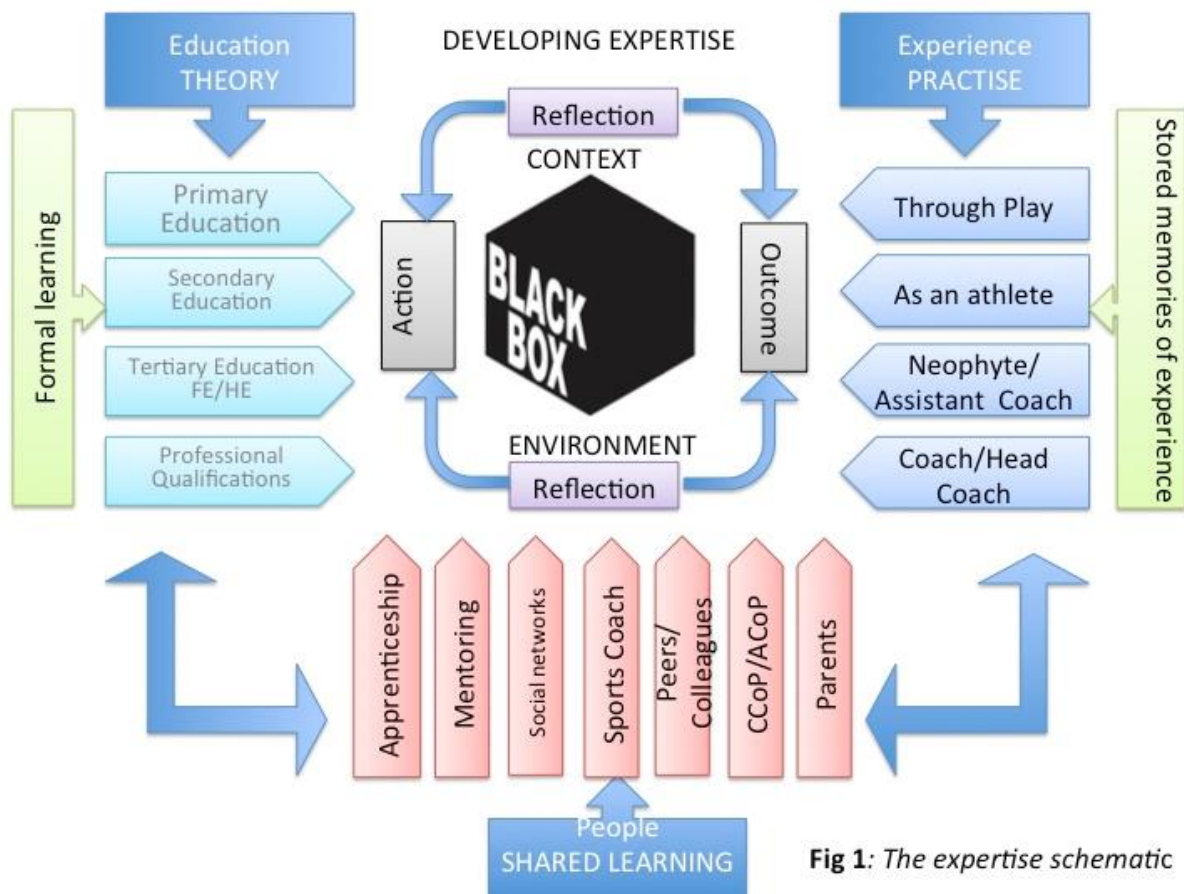 Education
THEORY
DEVELOPING EXPERTISE
Experience
PRACTISE
Formal learning
Primary
Education
Secondary
Education
Tertiary Education
FE/HE
Professional
Qualifications
Reflection
CONTEXT
Action
BLACK
BOX
Outcome
ENVIRONMENT
Reflection
Through Play
As an athlete
Neophyte/
Assistant Coach
Coach/Head
Coach
Stored memories of experience
Apprenticeship
Mentoring
Social networks
Sports Coach
Peers/
Colleagues
CCoP/ACoP
Parents
People
SHARED LEARNING
Fig 1: The expertise schematic